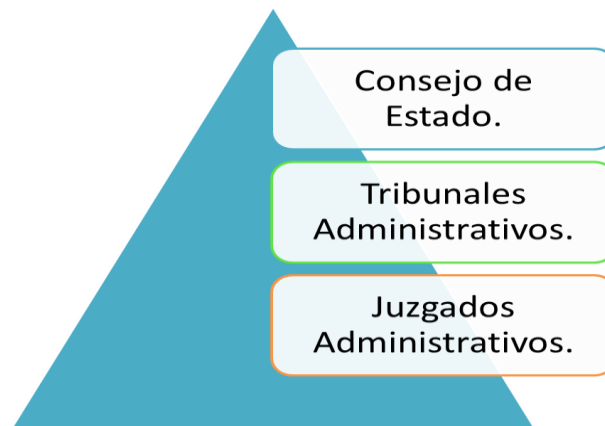 Consejo de
Estado.
Tribunales
Administrativos.
Juzgados
Administrativos.